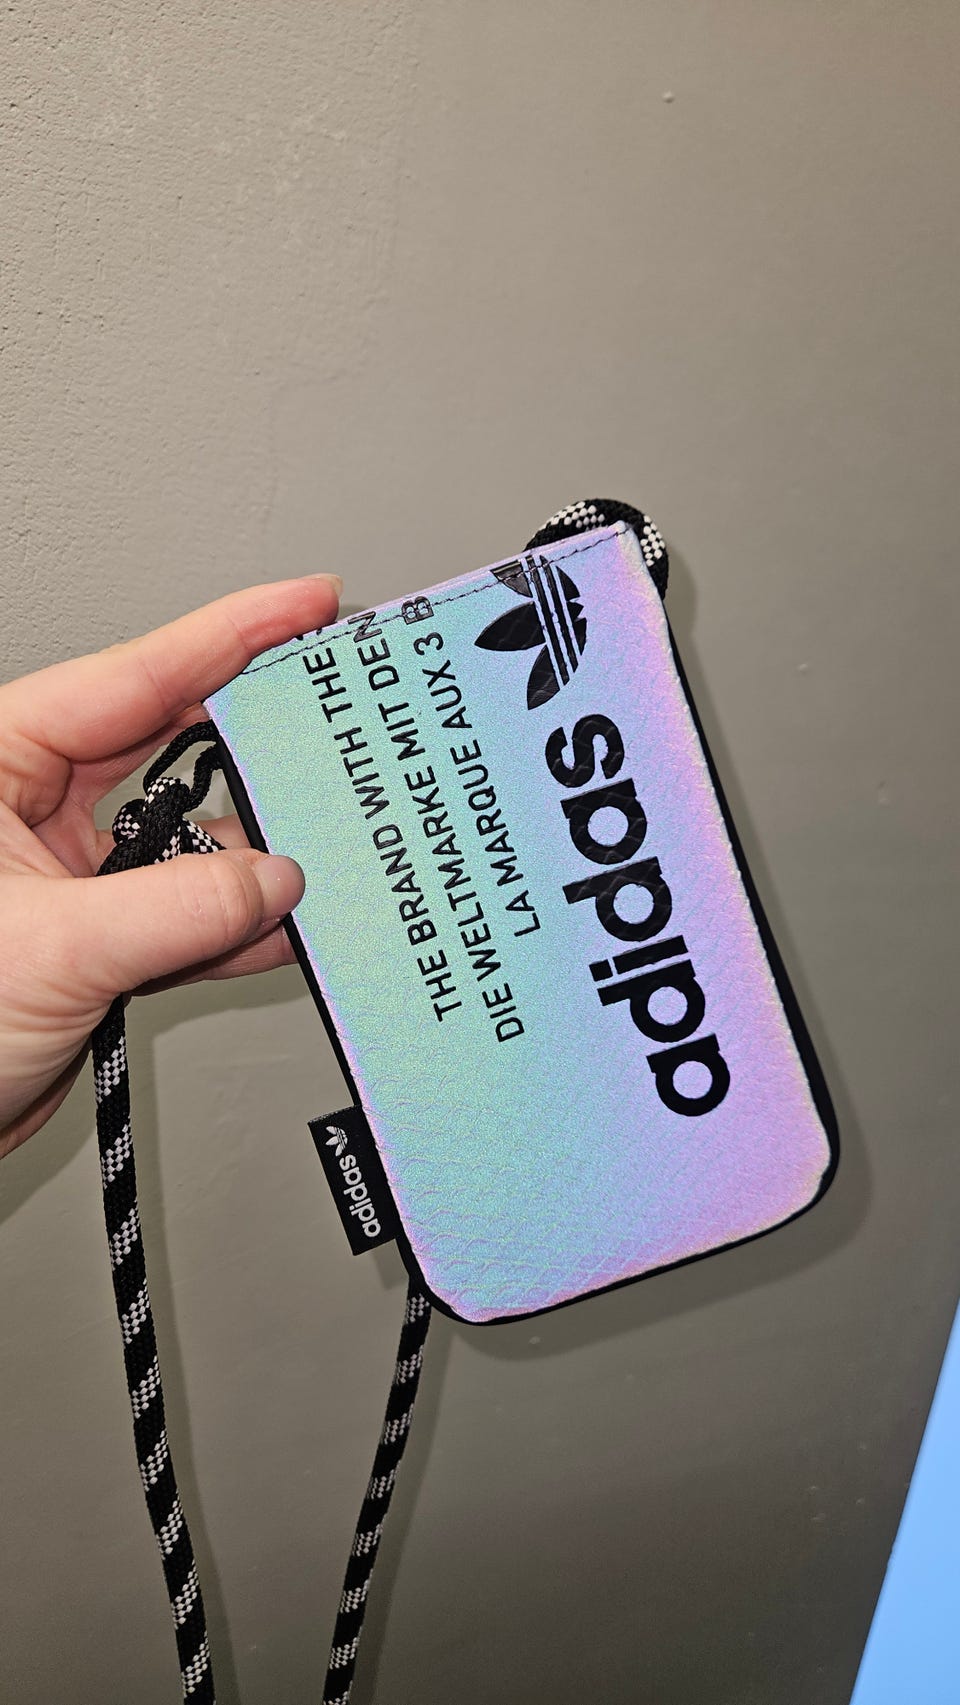 THE BRAND WITH THE
DIE WELTMARKE MIT DEN
LA MARQUE AUX 3 B
adidas
adidas